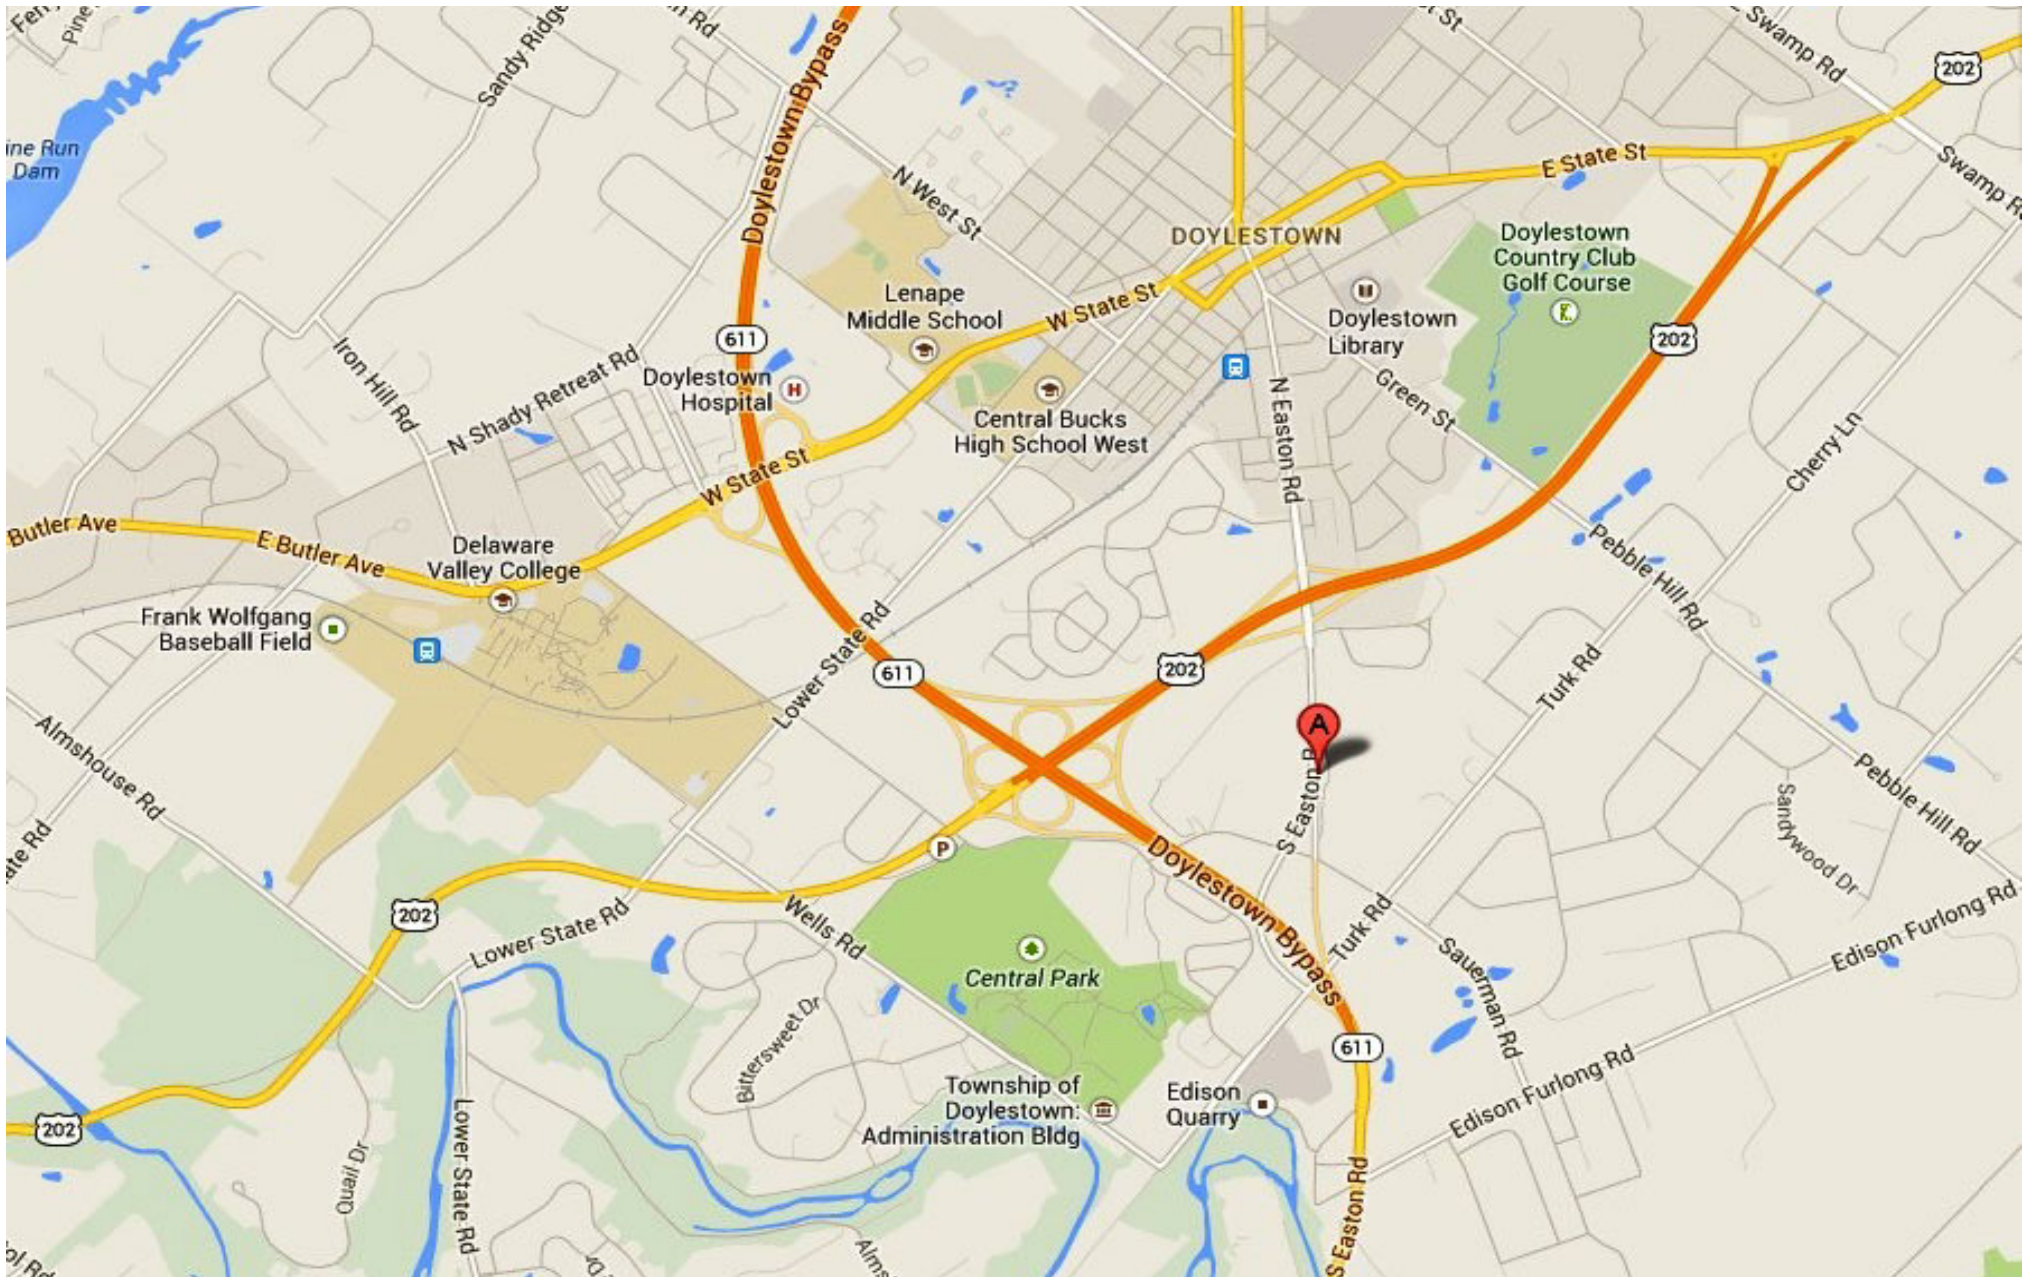 Sandy Ridge
Rd
Doylestown Bypass
St
Swamp Rd
202
Swamp
Dam
N West St
E State St
DOYLESTOWN
Doylestown
Country Club
Golf Course
Lenape
Middle School
W State St
Doylestown
Library
611
202
Iron Hill Rd
N Shady Retreat Rd
Doylestown
Hospital
H
Central Bucks
High School West
N Easton Rd
Green St
Cherry Ln
W State St
Butler Ave
E Butler Ave
Delaware
Valley College
Pebble Hill Rd
Frank Wolfgang
Baseball Field
Lower State Rd
611
202
Turk Rd
A
Almshouse Rd
S Easton
Pebble Hill Rd
Sandywood Dr
Rd
P
Doylestown Bypass
202
Lower State Rd
Wells Rd
Turk Rd
Sauerman Rd
Edison Furlong Rd
Central Park
Bittersweet Dr
611
Township of
Doylestown:
Administration Bldg
Edison
Quarry
Edison Furlong Rd
202
Quail Dr
Lower State Rd
S Easton Rd
Rd